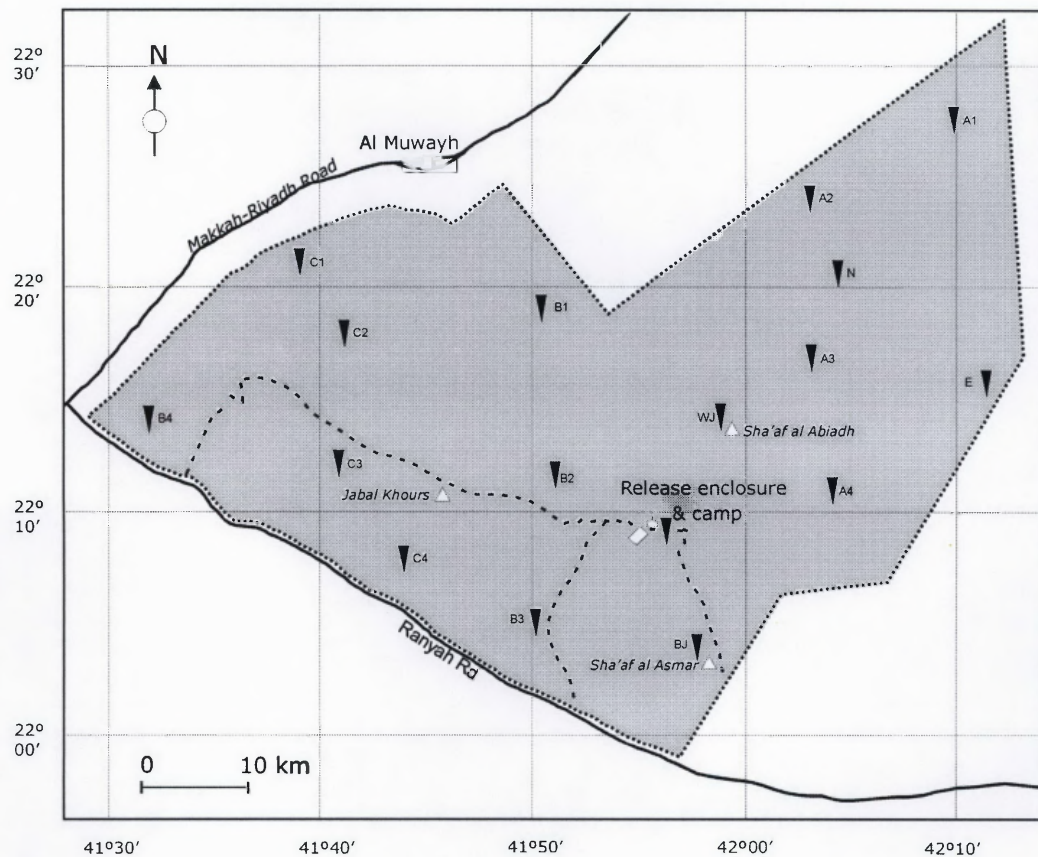 22º
30'
N
A1
Al Muwayh
Makkah-Riyadh Road
A2
C1
N
22º
20'
B1
C2
A3
E
WJ
B4
Sha'af al Abiadh
C3
B2
Jabal Khours
Release enclosure
& camp
A4
22º
10'
C4
B3
BJ
Ranyah Rd
Sha'af al Asmar
22º
00'
0 10 km
41º30' 41º40' 41º50' 42º00' 42º10'